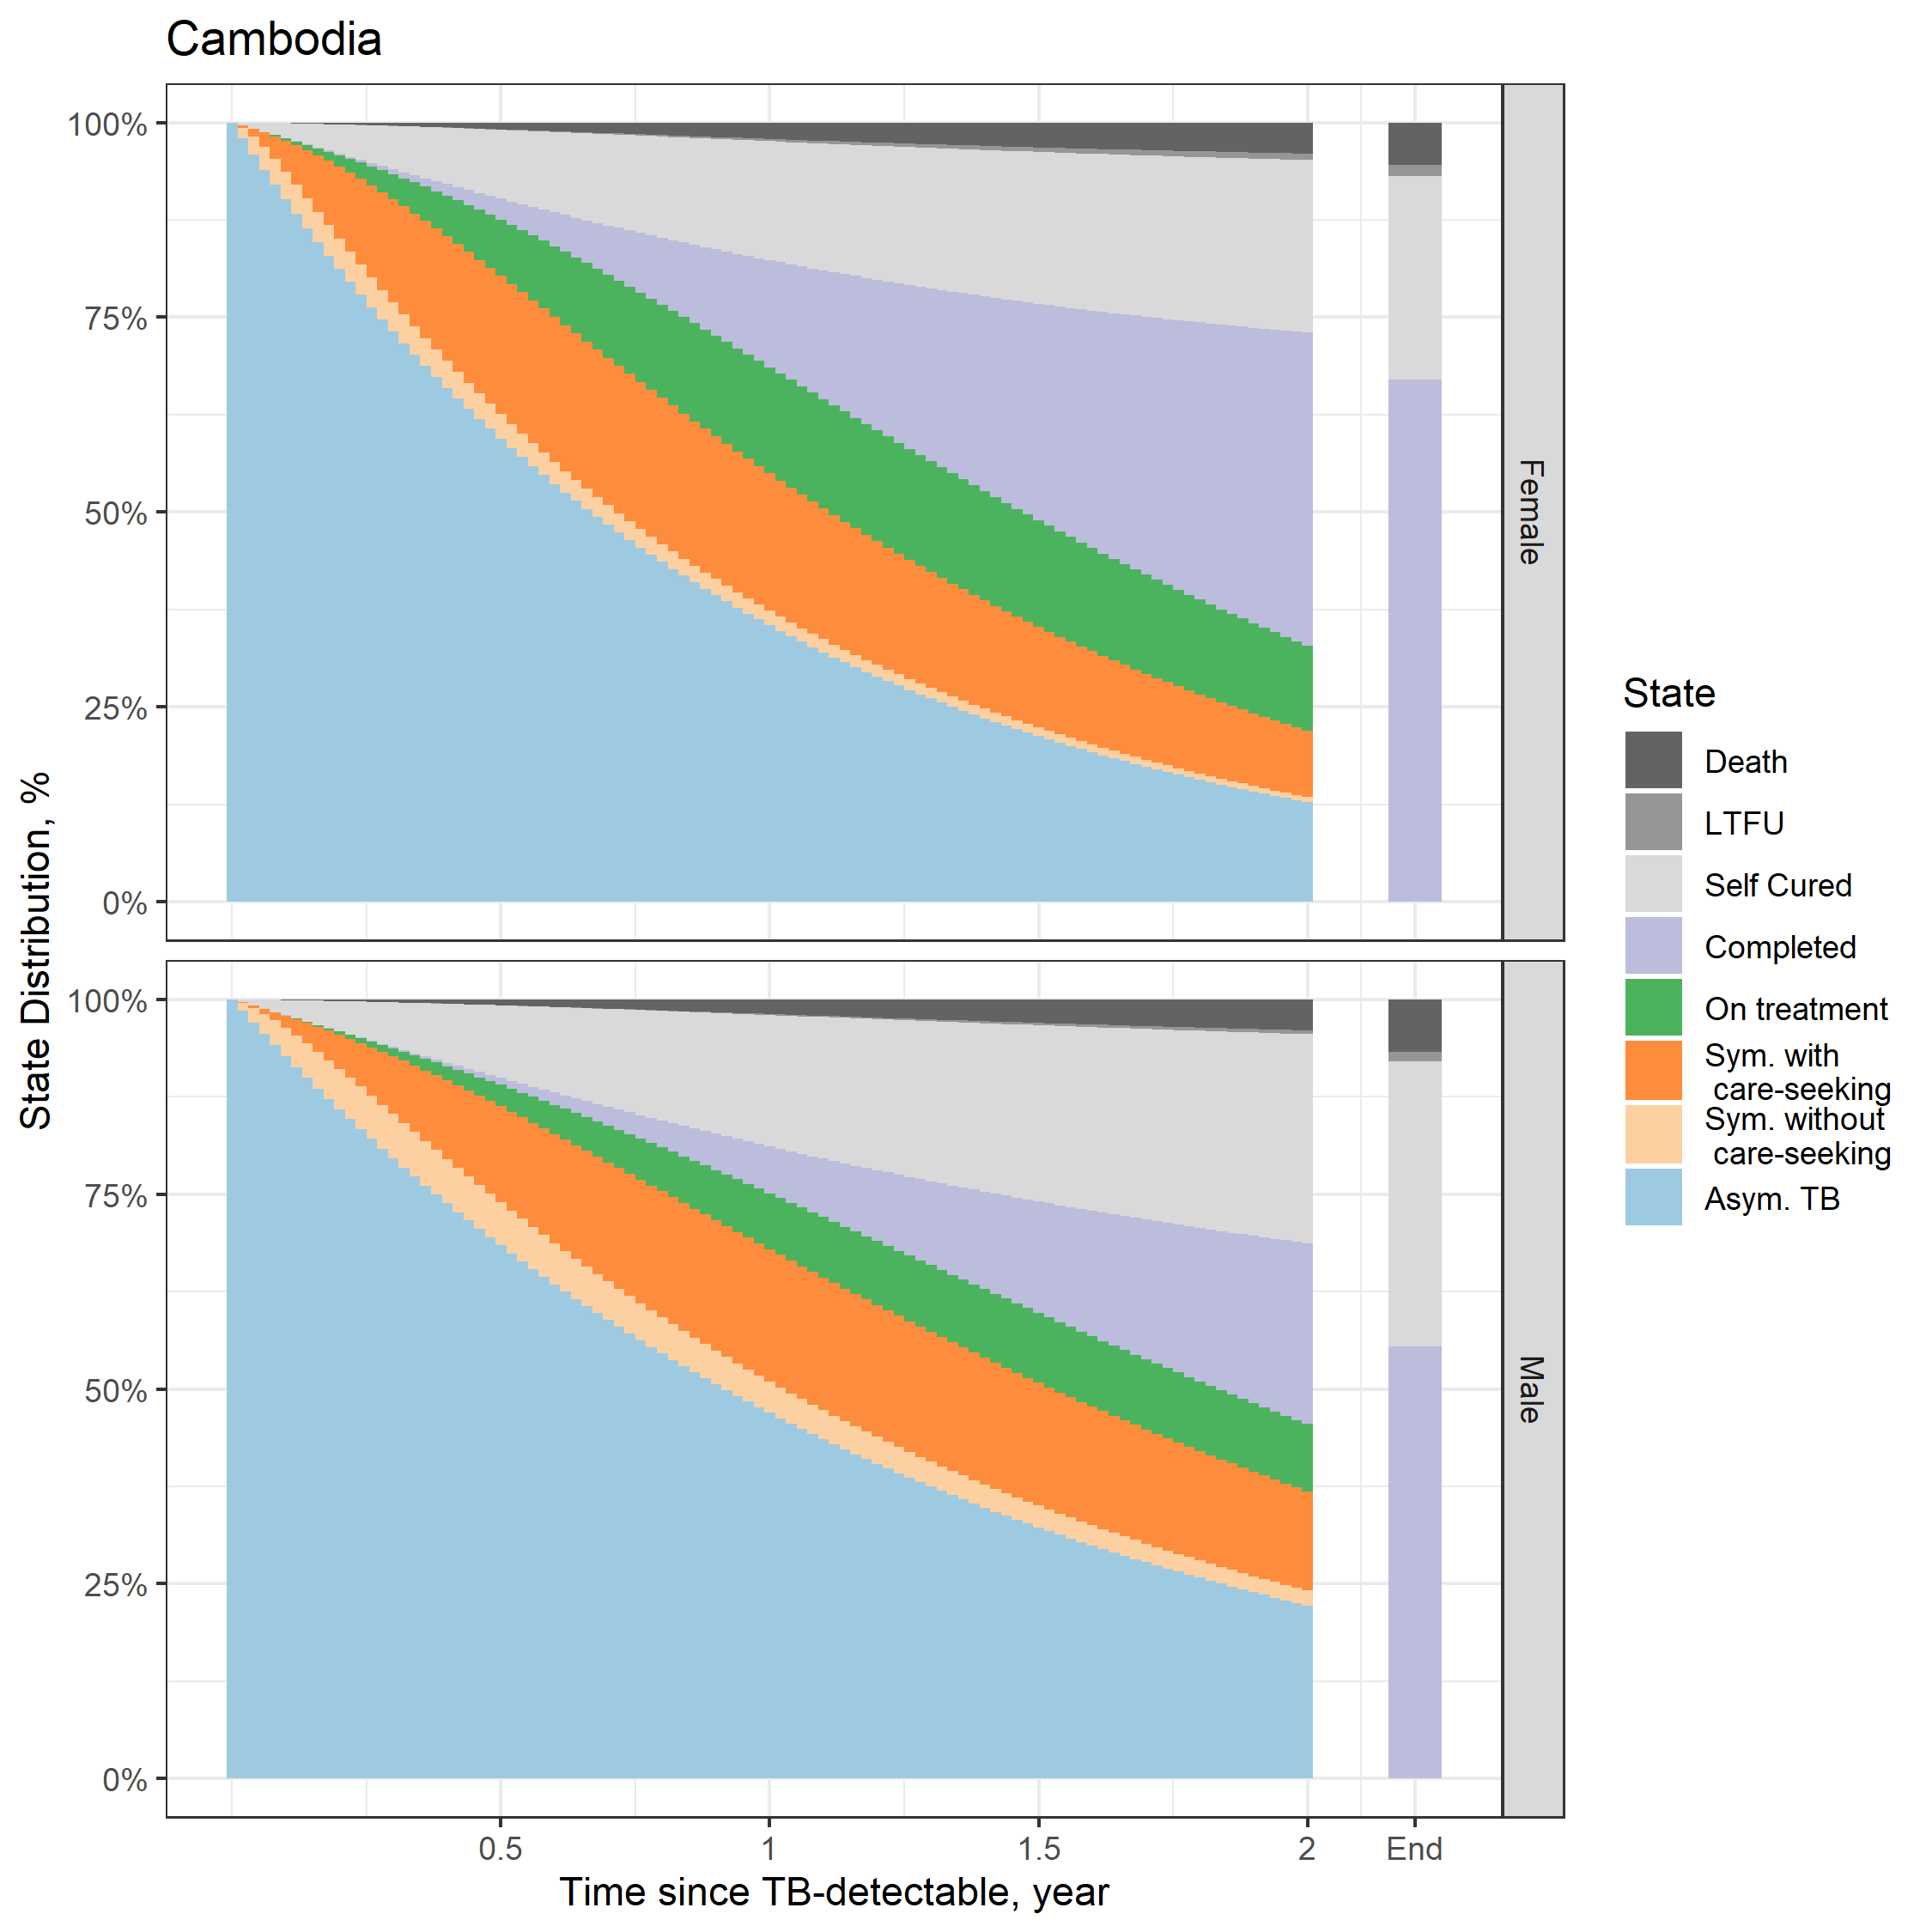 Cambodia
State Distribution, %
100%
75%
50%
25%
0%
Female
100%
75%
50%
25%
0%
Male
0.5
1
1.5
2
End
Time since TB-detectable, year
State
Death
LTFU
Self Cured
Completed
On treatment
Sym. with
care-seeking
Sym. without
care-seeking
Asym. TB